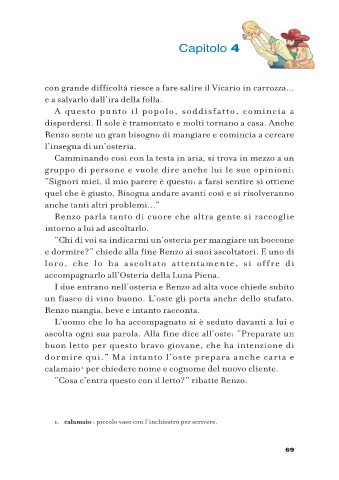 Capitolo 4
con grande difficoltà riesce a fare salire il Vicario in carrozza...
e a salvarlo dall'ira della folla.
A questo punto il popolo, soddisfatto, comincia a
disperdersi. Il sole è tramontato e molti tornano a casa. Anche
Renzo sente un gran bisogno di mangiare e comincia a cercare
l'insegna di un'osteria.
Camminando così con la testa in aria, si trova in mezzo a un
gruppo di persone e vuole dire anche lui le sue opinioni:
"Signori miei, il mio parere è questo: a farsi sentire si ottiene
quel che è giusto. Bisogna andare avanti così e si risolveranno
anche tanti altri problemi..."
Renzo parla tanto di cuore che altra gente si raccoglie
intorno a lui ad ascoltarlo.
"Chi di voi sa indicarmi un'osteria per mangiare un boccone
e dormire?" chiede alla fine Renzo ai suoi ascoltatori. E uno di
loro, che lo ha ascoltato attentamente, si offre di
accompagnarlo all'Osteria della Luna Piena.
I due entrano nell'osteria e Renzo ad alta voce chiede subito
un fiasco di vino buono. L'oste gli porta anche dello stufato.
Renzo mangia, beve e intanto racconta.
L'uomo che lo ha accompagnato si è seduto davanti a lui e
ascolta ogni sua parola. Alla fine dice all'oste: "Preparate un
buon letto per questo bravo giovane, che ha intenzione di
dormire qui." Ma intanto l'oste prepara anche carta e
calamaio¹ per chiedere nome e cognome del nuovo cliente.
"Cosa c'entra questo con il letto?" ribatte Renzo.
1. calamaio : piccolo vaso con l'inchiostro per scrivere.
69